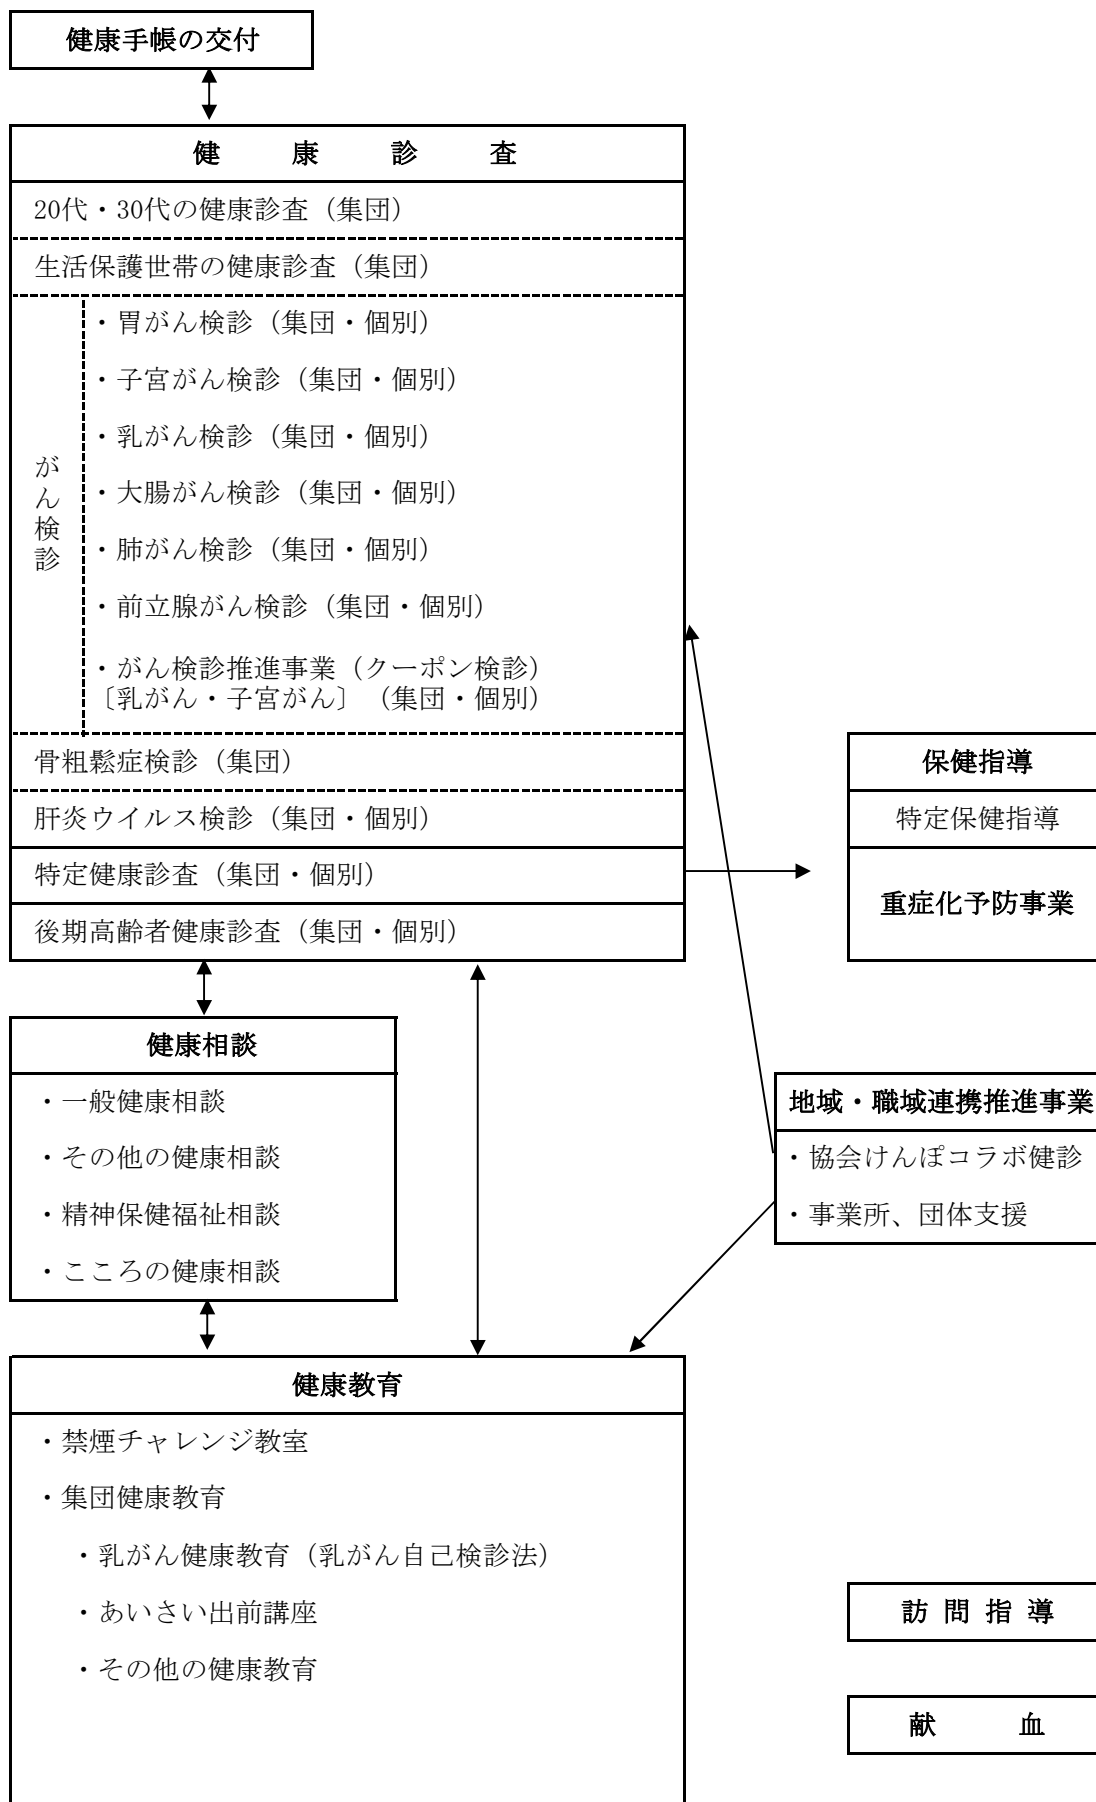 健康手帳の交付
健　康　診　査
20代・30代の健康診査（集団）
生活保護世帯の健康診査（集団）
がん検診
・胃がん検診（集団・個別）
・子宮がん検診（集団・個別）
・乳がん検診（集団・個別）
・大腸がん検診（集団・個別）
・肺がん検診（集団・個別）
・前立腺がん検診（集団・個別）
・がん検診推進事業（クーポン検診）
〔乳がん・子宮がん〕（集団・個別）
骨粗鬆症検診（集団）
肝炎ウイルス検診（集団・個別）
特定健康診査（集団・個別）
後期高齢者健康診査（集団・個別）
保健指導
特定保健指導
重症化予防事業
健康相談
・一般健康相談
・その他の健康相談
・精神保健福祉相談
・こころの健康相談
地域・職域連携推進事業
・協会けんぽコラボ健診
・事業所、団体支援
健康教育
・禁煙チャレンジ教室
・集団健康教育
・乳がん健康教育（乳がん自己検診法）
・あいさい出前講座
・その他の健康教育
訪 問 指 導
献　血